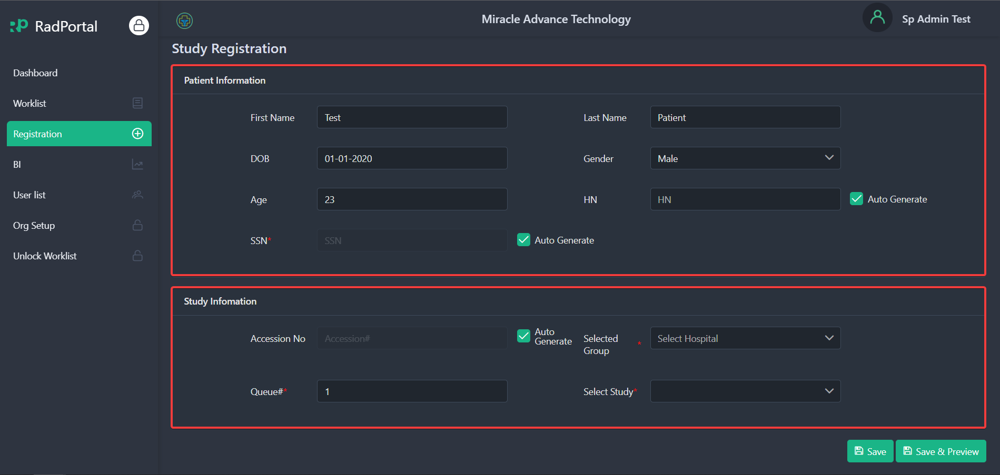 RadPortal
Miracle Advance Technology
Sp Admin Test
Dashboard
Worklist
Registration
BI
User list
Org Setup
Unlock Worklist
Study Registration
Patient Information
First Name Test Last Name Patient
DOB 01-01-2020 Gender Male
Age 23 HN HN Auto Generate
SSN* SSN Auto Generate
Study Infomation
Accession No Accession# Auto Generate Selected Group * Select Hospital
Queue#* 1 Select Study*
Save Save & Preview